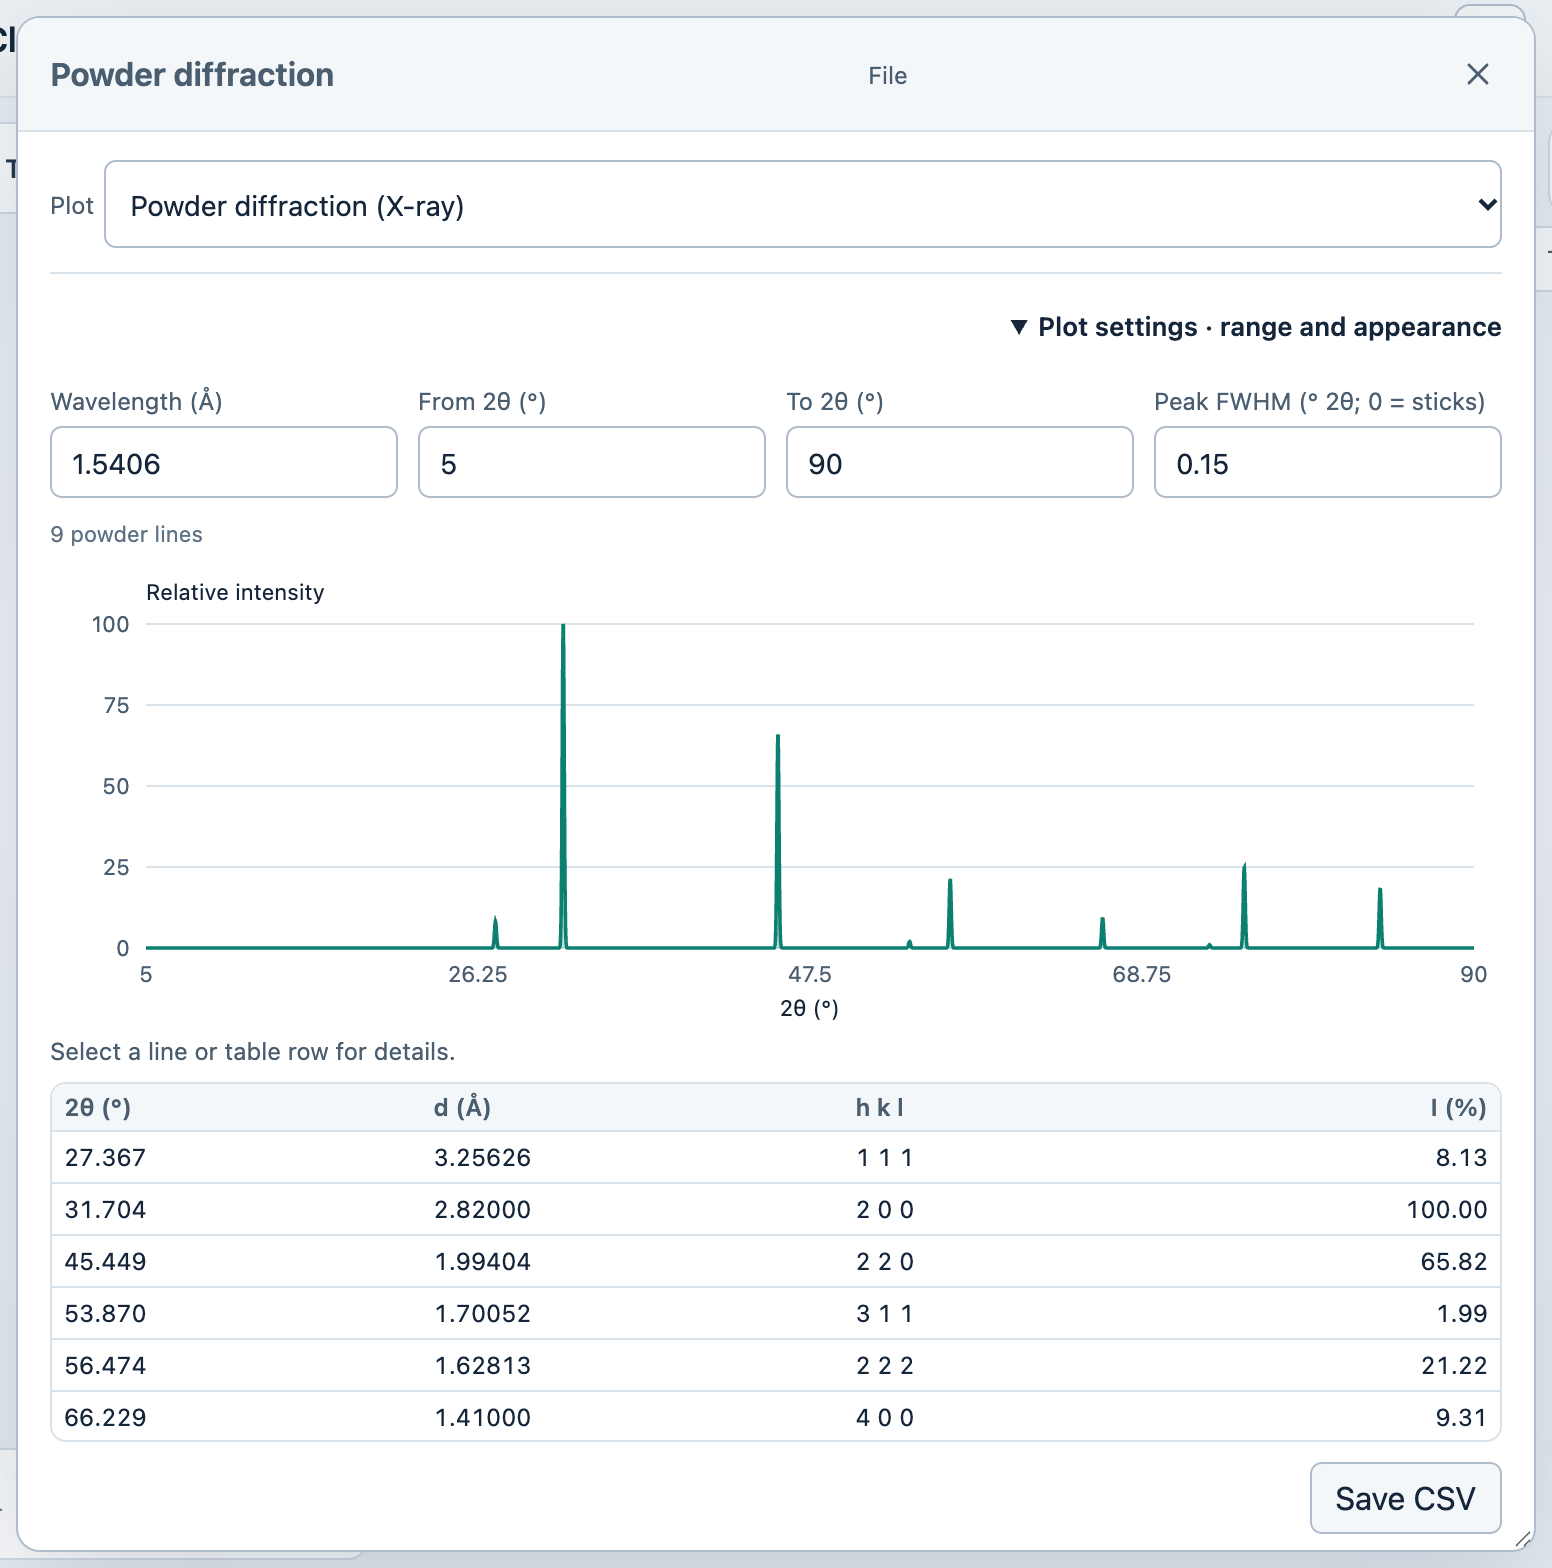 Powder diffraction File
Plot Powder diffraction (X-ray)
▼ Plot settings · range and appearance
Wavelength (Å) From 2θ (°) To 2θ (°) Peak FWHM (° 2θ; 0 = sticks)
1.5406 5 90 0.15
9 powder lines
Relative intensity
100
75
50
25
0
5 26.25 47.5 68.75 90
2θ (°)
Select a line or table row for details.
2θ (°) d (Å) h k l I (%)
27.367 3.25626 1 1 1 8.13
31.704 2.82000 2 0 0 100.00
45.449 1.99404 2 2 0 65.82
53.870 1.70052 3 1 1 1.99
56.474 1.62813 2 2 2 21.22
66.229 1.41000 4 0 0 9.31
Save CSV